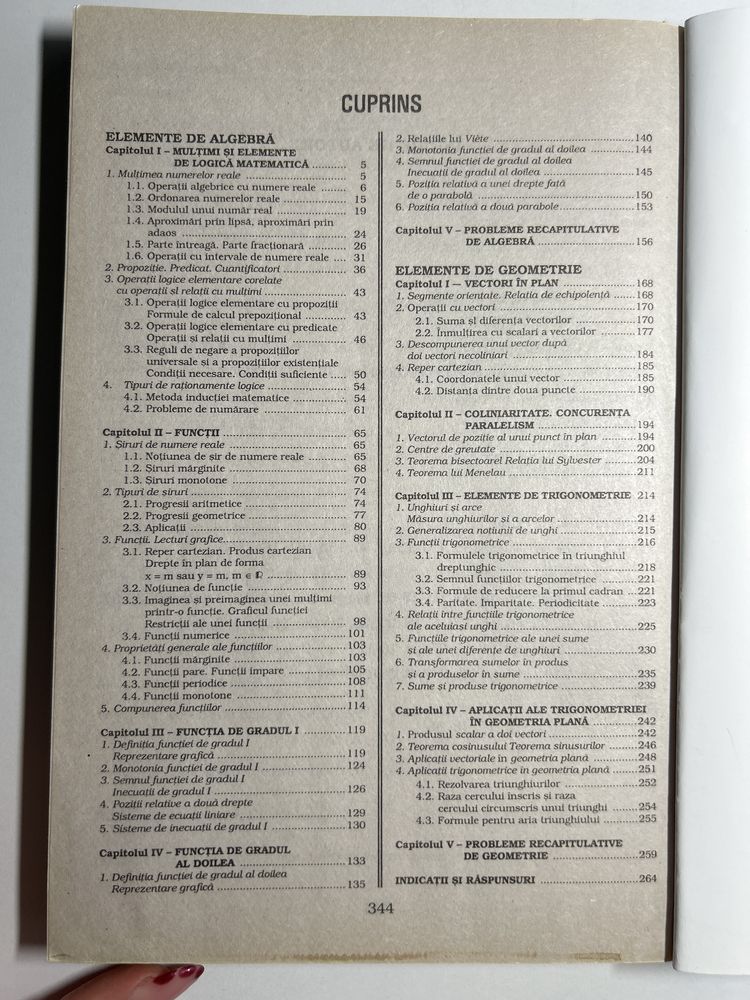 CUPRINS
ELEMENTE DE ALGEBRĂ
Capitolul I – MULTIMI ȘI ELEMENTE
DE LOGICĂ MATEMATICĂ ........... 5
1. Mulțimea numerelor reale ........... 5
1.1. Operații algebrice cu numere reale ....... 6
1.2. Ordonarea numerelor reale ........... 15
1.3. Modulul unui număr real ........... 19
1.4. Aproximări prin lipsă, aproximări prin
adaos ........... 24
1.5. Parte întreagă. Parte fracționară ........... 26
1.6. Operații cu intervale de numere reale .... 31
2. Propozitie. Predicat. Cuantificatori ........... 36
3. Operații logice elementare corelate
cu operații sl relații cu mulțimi ........... 43
3.1. Operații logice elementare cu propozitii
Formule de calcul prepozițional ........... 43
3.2. Operații logice elementare cu predicate
Operații și relații cu mulțimi ........... 46
3.3. Reguli de negare a propozițiilor
universale si a propozițiilor existențiale
Condiții necesare. Condiții suficiente ..... 50
4. Tipuri de raționamente logice ........... 54
4.1. Metoda inducției matematice ........... 54
4.2. Probleme de numărare ........... 61
Capitolul II – FUNCȚII ........... 65
1. Șiruri de numere reale ........... 65
1.1. Noțiunea de șir de numere reale ........... 65
1.2. Șiruri mărginite ........... 68
1.3. Șiruri monotone ........... 70
2. Tipuri de șiruri ........... 74
2.1. Progresii aritmetice ........... 74
2.2. Progresii geometrice ........... 77
2.3. Aplicații ........... 80
3. Funcții. Lecturi grafice........... 89
3.1. Reper cartezian. Produs cartezian
Drepte în plan de forma
x = m sau y = m, m ∈ ℝ ........... 89
3.2. Noțiunea de funcție ........... 93
3.3. Imaginea și preimaginea unei mulțimi
printr-o funcție. Graficul funcției
Restricții ale unei funcții ........... 98
3.4. Funcții numerice ........... 101
4. Proprietăți generale ale funcțiilor ........... 103
4.1. Funcții mărginite ........... 103
4.2. Funcții pare. Funcții impare ........... 105
4.3. Funcții periodice ........... 108
4.4. Funcții monotone ........... 111
5. Compunerea funcțiilor ........... 114
Capitolul III – FUNCȚIA DE GRADUL I ........... 119
1. Definiția funcției de gradul I
Reprezentare grafică ........... 119
2. Monotonia funcției de gradul I ........... 124
3. Semnul funcției de gradul I
Inecuații de gradul I ........... 126
4. Poziții relative a două drepte
Sisteme de ecuații liniare ........... 129
5. Sisteme de inecuații de gradul I ........... 130
Capitolul IV – FUNCȚIA DE GRADUL
AL DOILEA ........... 133
1. Definiția funcției de gradul al doilea
Reprezentare grafică ........... 135
2. Relațiile lui Viète ........... 140
3. Monotonia funcției de gradul al doilea ........... 144
4. Semnul funcției de gradul al doilea
Inecuații de gradul al doilea ........... 145
5. Poziția relativă a unei drepte față
de o parabolă ........... 150
6. Poziția relativă a două parabole........... 153
Capitolul V – PROBLEME RECAPITULATIVE
DE ALGEBRĂ ........... 156
ELEMENTE DE GEOMETRIE
Capitolul I — VECTORI ÎN PLAN ........... 168
1. Segmente orientate. Relația de echipolență ....... 168
2. Operații cu vectori ........... 170
2.1. Suma sl diferența vectorilor ........... 170
2.2. Înmulțirea cu scalari a vectorilor ........... 177
3. Descompunerea unui vector după
doi vectori necoliniari ........... 184
4. Reper cartezian ........... 185
4.1. Coordonatele unui vector ........... 185
4.2. Distanța dintre doua puncte ........... 190
Capitolul II – COLINIARITATE. CONCURENTA
PARALELISM ........... 194
1. Vectorul de poziție al unui punct în plan ........... 194
2. Centre de greutate ........... 200
3. Teorema bisectoarei Relația lui Sylvester ........... 204
4. Teorema lui Menelau ........... 211
Capitolul III – ELEMENTE DE TRIGONOMETRIE 214
1. Unghiuri și arce
Măsura unghiurilor si a arcelor ........... 214
2. Generalizarea notiunii de unghi ........... 215
3. Funcții trigonometrice ........... 216
3.1. Formulele trigonometrice în triunghiul
dreptunghic ........... 218
3.2. Semnul funcțiilor trigonometrice ........... 221
3.3. Formule de reducere la primul cadran ... 221
3.4. Paritate. Imparitate. Periodicitate ........... 223
4. Relații între funcțiile trigonometrice
ale aceluiași unghi ........... 225
5. Funcțiile trigonometrice ale unei sume
și ale unei diferențe de unghiuri ........... 230
6. Transformarea sumelor în produs
si a produselor în sume ........... 235
7. Sume și produse trigonometrice ........... 239
Capitolul IV – APLICAȚII ALE TRIGONOMETRIEI
ÎN GEOMETRIA PLANĂ ........... 242
1. Produsul scalar a doi vectori ........... 242
2. Teorema cosinusului Teorema sinusurilor ........... 246
3. Aplicații vectoriale în geometria plană ........... 248
4. Aplicații trigonometrice în geometria plană ........... 251
4.1. Rezolvarea triunghiurilor ........... 252
4.2. Raza cercului înscris și raza
cercului circumscris unui triunghi ........... 254
4.3. Formule pentru aria triunghiului ........... 255
Capitolul V – PROBLEME RECAPITULATIVE
DE GEOMETRIE ........... 259
INDICAȚII ȘI RĂSPUNSURI ........... 264
344